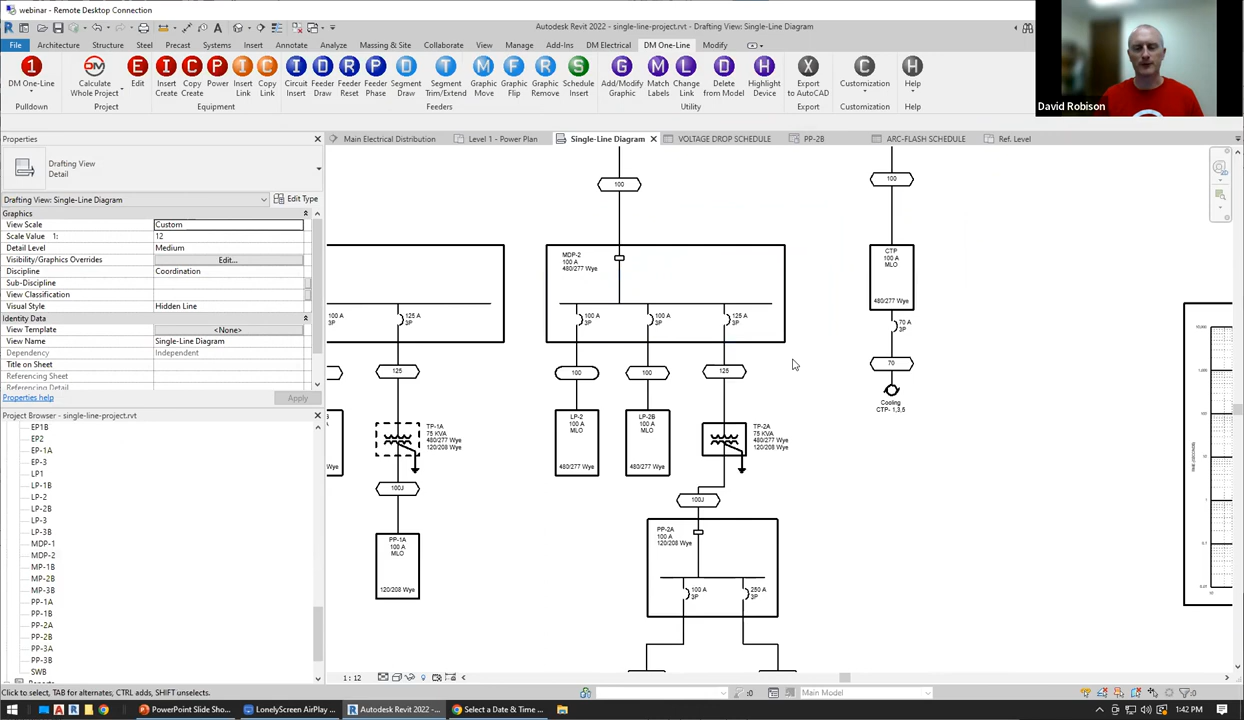 webinar - Remote Desktop Connection
Autodesk Revit 2022 - single-line-project.rvt - Drafting View: Single-Line Diagram
File Architecture Structure Steel Precast Systems Insert Annotate Analyze Massing & Site Collaborate View Manage Add-Ins DM Electrical DM One-Line Modify
David Robison
DM One-Line
Calculate Whole Project
Insert Create
Copy Create
Edit
Power
Insert Link
Copy Link
Circuit Insert
Feeder Draw
Feeder Reset
Feeder Phase
Segment Draw
Segment Trim/Extend
Graphic Move
Graphic Flip
Graphic Remove
Schedule Insert
Add/Modify Graphic
Match Labels
Change Link
Delete from Model
Highlight Device
Export to AutoCAD
Customization
Help
Pulldown Project Equipment Feeders Utility Export Customization Help
Properties
Main Electrical Distribution
Level 1 - Power Plan
Single-Line Diagram
VOLTAGE DROP SCHEDULE
PP-2B
ARC-FLASH SCHEDULE
Ref. Level
Drafting View
Detail
Drafting View: Single-Line Diagram
Edit Type
Graphics
View Scale Custom
Scale Value 1: 12
Detail Level Medium
Visibility/Graphics Overrides Edit...
Discipline Coordination
Sub-Discipline
View Classification
Visual Style Hidden Line
Identity Data
View Template <None>
View Name Single-Line Diagram
Dependency Independent
Title on Sheet
Referencing Sheet
Referencing Detail
Properties help
Apply
Project Browser - single-line-project.rvt
EP1B
EP2
EP-1A
EP-3
LP1
LP-1B
LP-2
LP-2B
LP-3
LP-3B
MDP-1
MDP-2
MP-1B
MP-2B
MP-3B
PP-1A
PP-1B
PP-2A
PP-2B
PP-3A
PP-3B
SWB
100
100
MDP-2
100 A
480/277 Wye
CTP
100 A
MLO
480/277 Wye
100 A
3P
125 A
3P
100 A
3P
100 A
3P
125 A
3P
70 A
3P
125
100
100
125
70
Cooling
CTP- 1,3,5
TP-1A
75 KVA
480/277 Wye
120/208 Wye
LP-2
100 A
MLO
480/277 Wye
LP-2B
100 A
MLO
480/277 Wye
TP-2A
75 KVA
480/277 Wye
120/208 Wye
100J
100J
PP-1A
100 A
MLO
120/208 Wye
PP-2A
100 A
120/208 Wye
100 A
3P
250 A
3P
1 : 12
Click to select, TAB for alternates, CTRL adds, SHIFT unselects.
:0
Main Model
:0
PowerPoint Slide Sho...
LonelyScreen AirPlay ...
Autodesk Revit 2022 -...
Select a Date & Time ...
1:42 PM